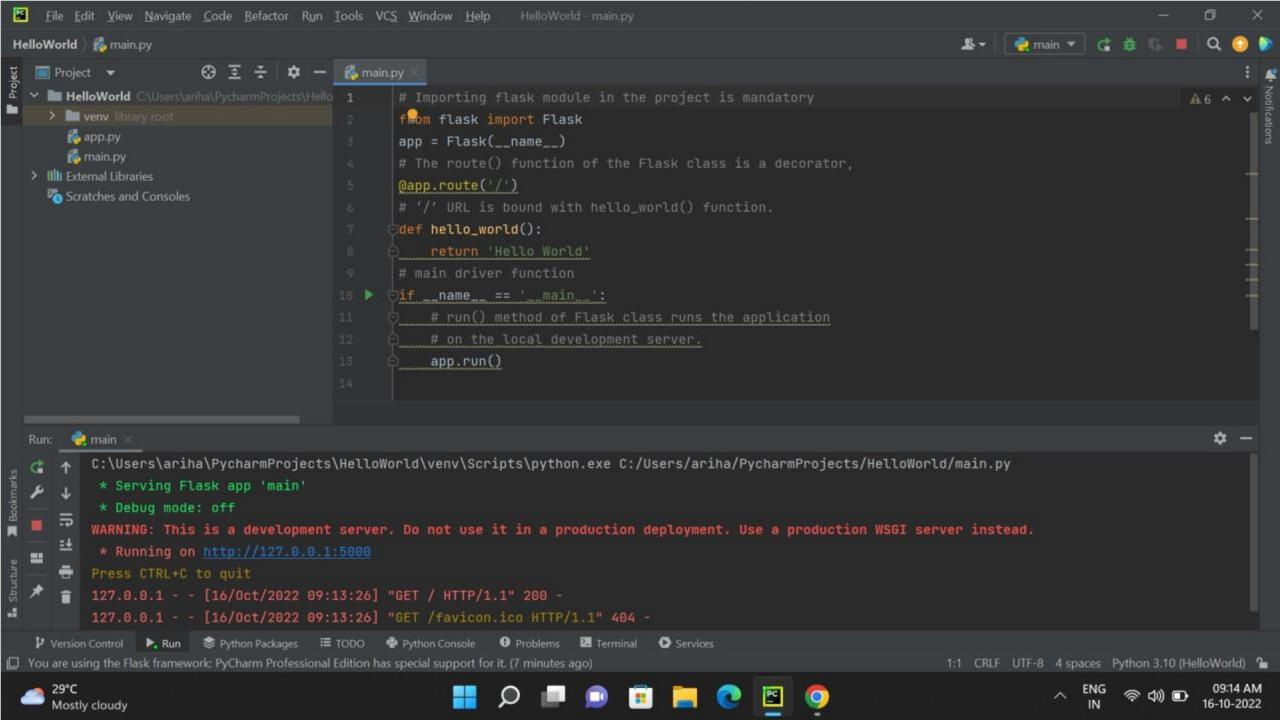 File Edit View Navigate Code Refactor Run Tools VCS Window Help HelloWorld - main.py
HelloWorld main.py main
Project main.py
HelloWorld C:\Users\ariha\PycharmProjects\Hello
venv library root
app.py
main.py
External Libraries
Scratches and Consoles
Project
Notifications
6
1 # Importing flask module in the project is mandatory
2 from flask import Flask
3 app = Flask(__name__)
4 # The route() function of the Flask class is a decorator,
5 @app.route('/')
6 # ‘/’ URL is bound with hello_world() function.
7 def hello_world():
8 return 'Hello World'
9 # main driver function
10 if __name__ == '__main__':
11 # run() method of Flask class runs the application
12 # on the local development server.
13 app.run()
14
Run: main
C:\Users\ariha\PycharmProjects\HelloWorld\venv\Scripts\python.exe C:/Users/ariha/PycharmProjects/HelloWorld/main.py
* Serving Flask app 'main'
* Debug mode: off
WARNING: This is a development server. Do not use it in a production deployment. Use a production WSGI server instead.
* Running on http://127.0.0.1:5000
Press CTRL+C to quit
127.0.0.1 - - [16/Oct/2022 09:13:26] "GET / HTTP/1.1" 200 -
127.0.0.1 - - [16/Oct/2022 09:13:26] "GET /favicon.ico HTTP/1.1" 404 -
Bookmarks
Structure
Version Control Run Python Packages TODO Python Console Problems Terminal Services
You are using the Flask framework: PyCharm Professional Edition has special support for it. (7 minutes ago) 1:1 CRLF UTF-8 4 spaces Python 3.10 (HelloWorld)
29°C
Mostly cloudy
PC
ENG
IN
09:14 AM
16-10-2022